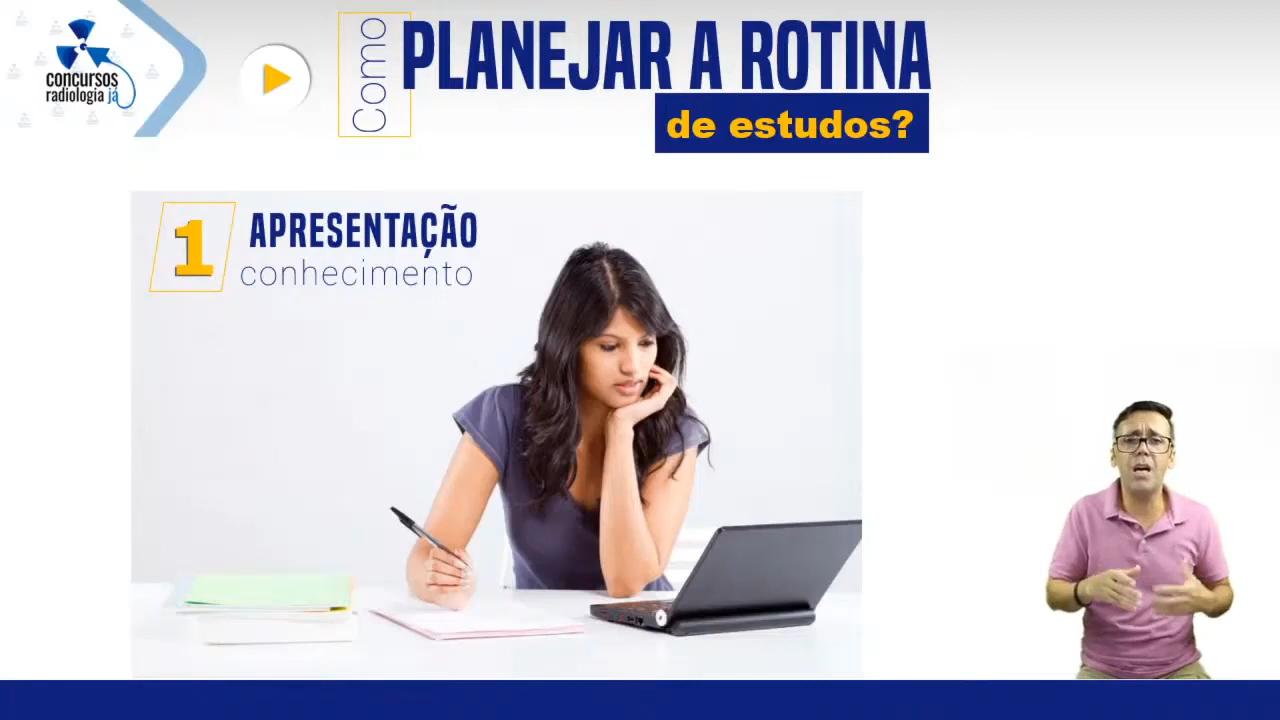 concursos
radiologia já
Como
PLANEJAR A ROTINA
de estudos?
1
APRESENTAÇÃO
conhecimento